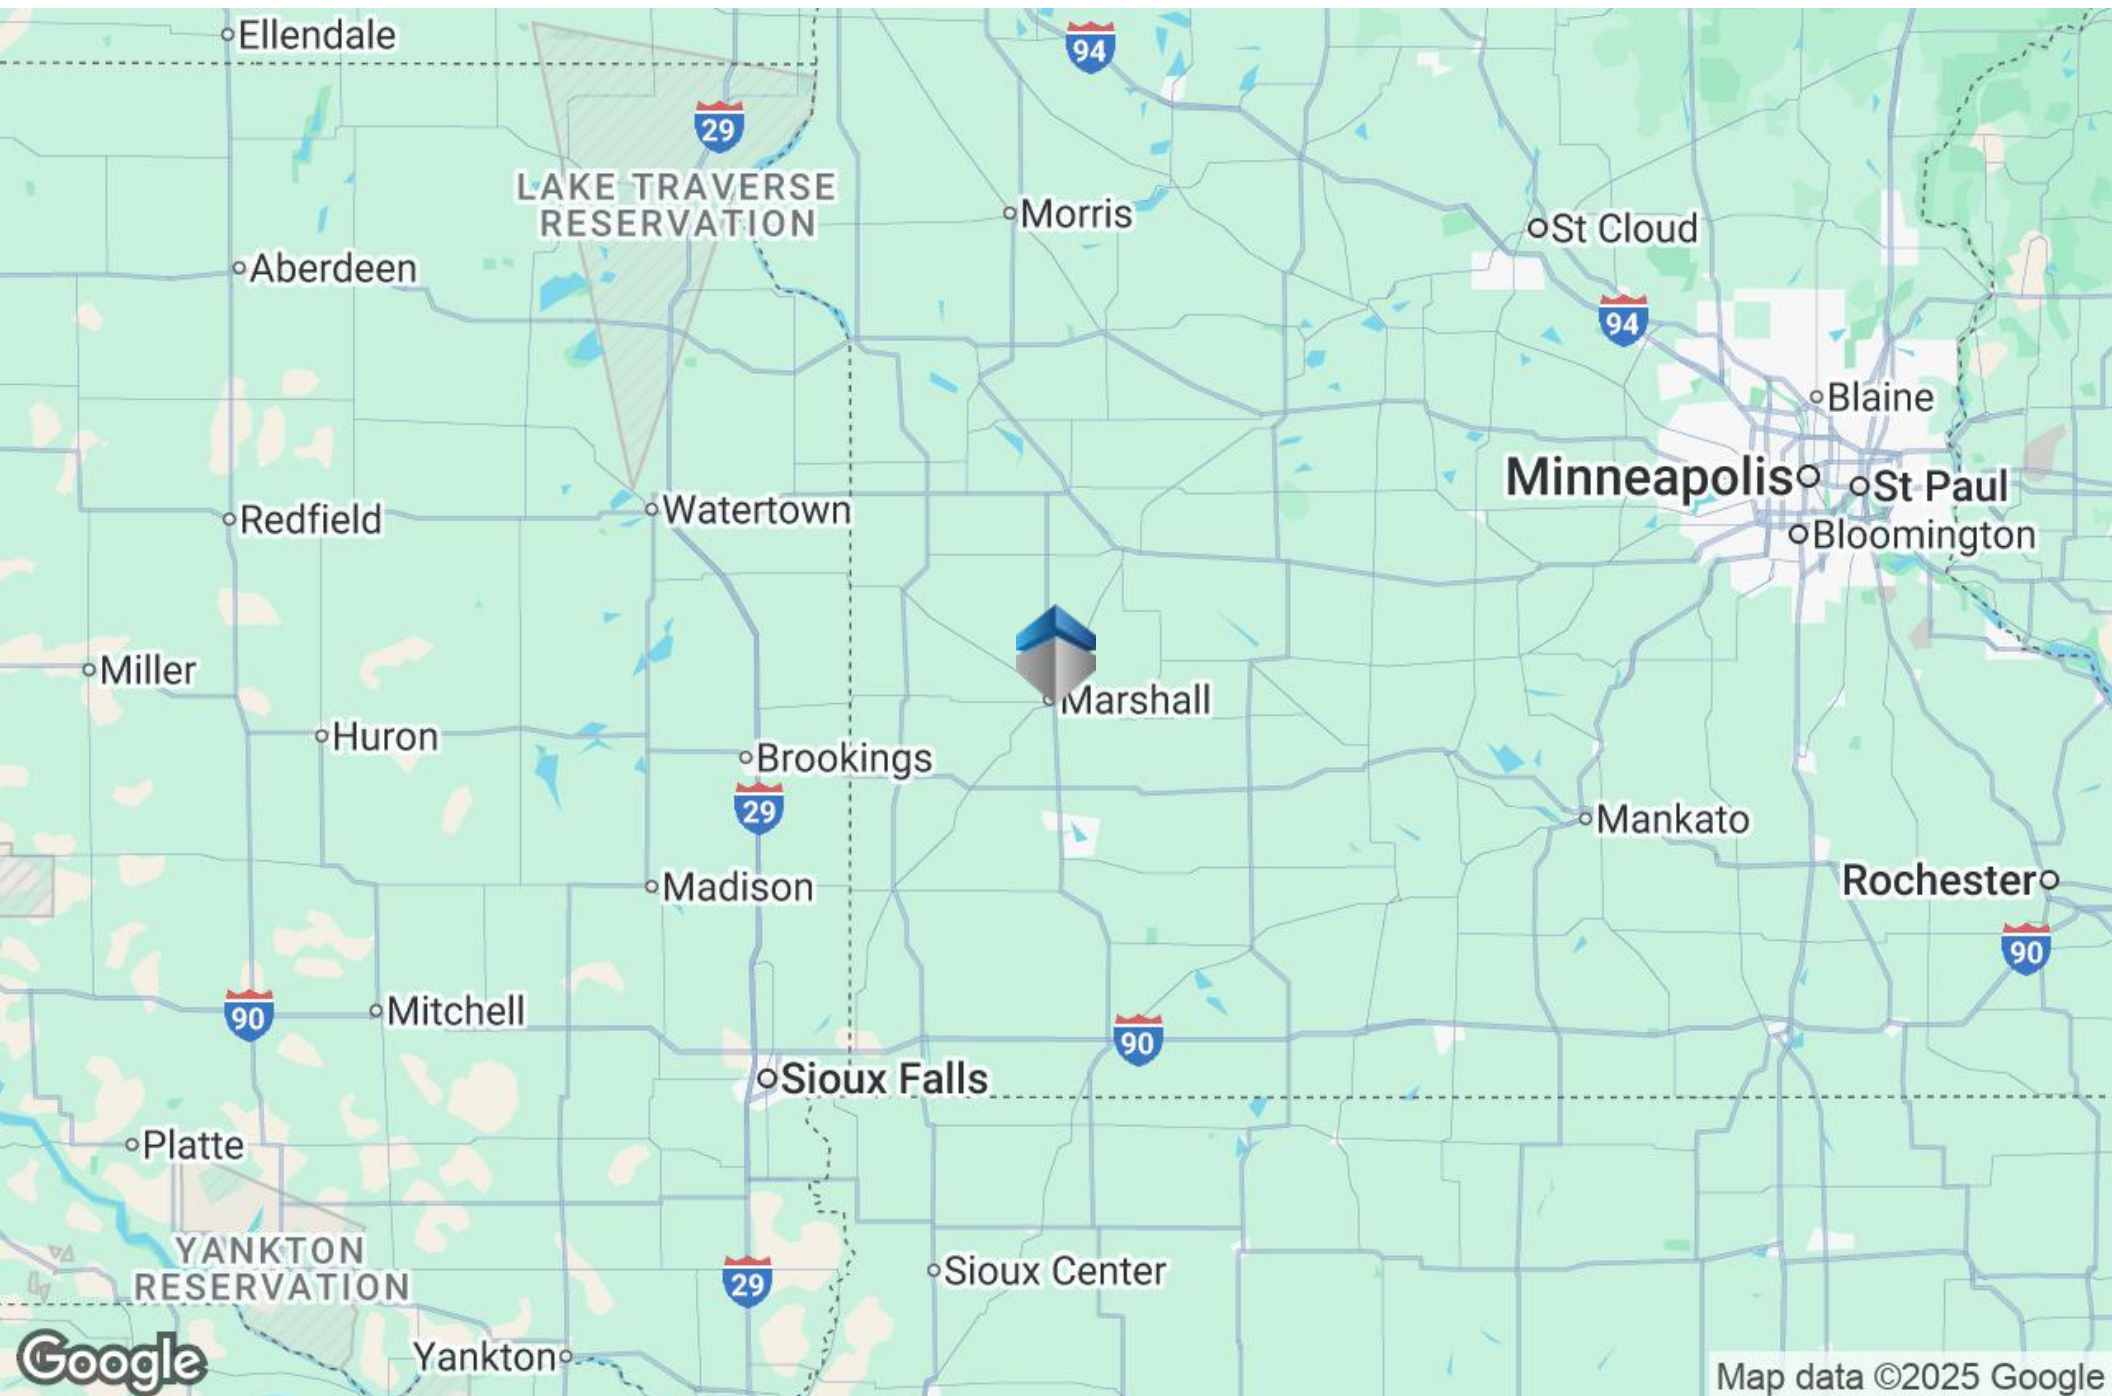 Ellendale
94
29
LAKE TRAVERSE
RESERVATION
Morris
St Cloud
Aberdeen
94
Blaine
Minneapolis
St Paul
Bloomington
Watertown
Redfield
Miller
Marshall
Huron
Brookings
29
Mankato
Madison
Rochester
90
Mitchell
90
90
Sioux Falls
Platte
YANKTON
RESERVATION
29
Sioux Center
Yankton
Google
Map data ©2025 Google